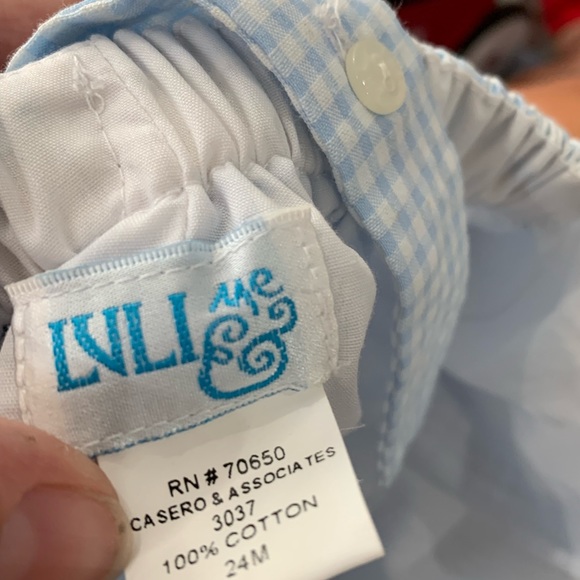 LULI & me
RN # 70650
CASERO & ASSOCIATES
3037
100% COTTON
24M